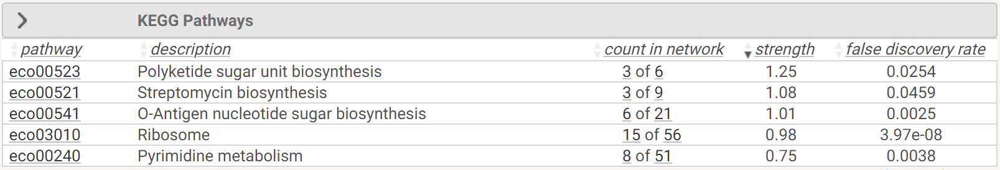 KEGG Pathways
pathway description count in network strength false discovery rate
eco00523 Polyketide sugar unit biosynthesis 3 of 6 1.25 0.0254
eco00521 Streptomycin biosynthesis 3 of 9 1.08 0.0459
eco00541 O-Antigen nucleotide sugar biosynthesis 6 of 21 1.01 0.0025
eco03010 Ribosome 15 of 56 0.98 3.97e-08
eco00240 Pyrimidine metabolism 8 of 51 0.75 0.0038